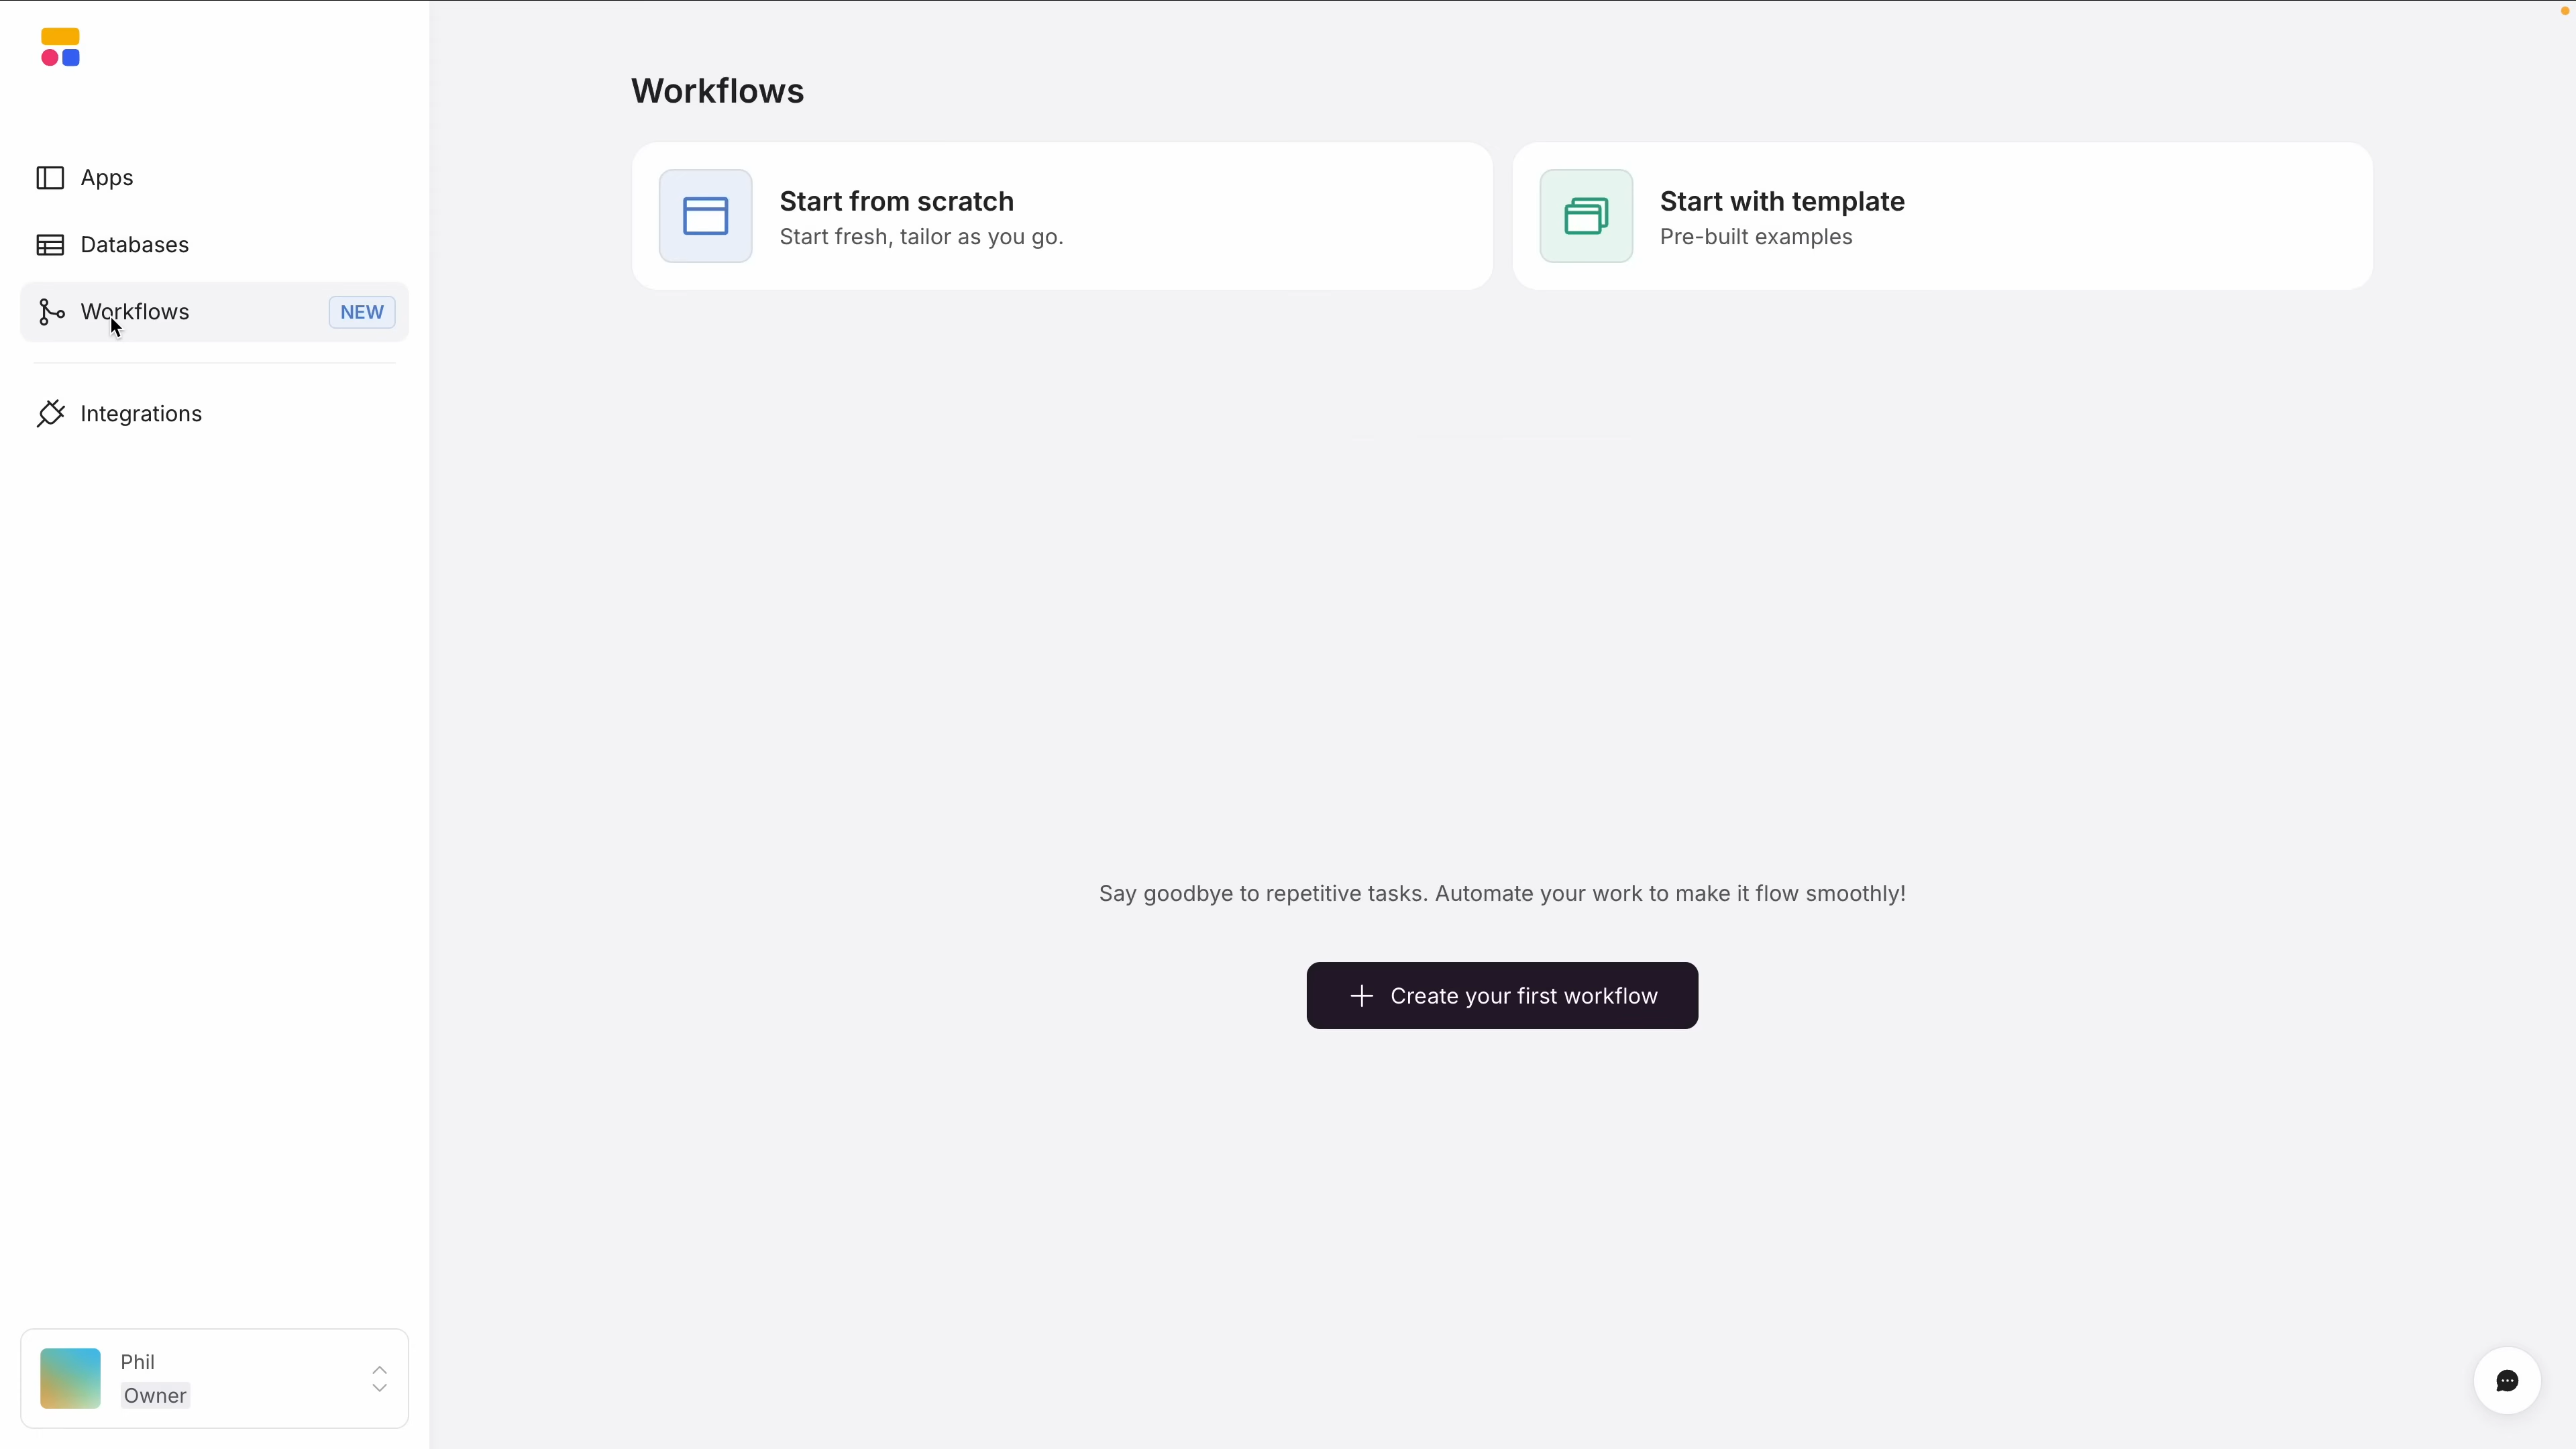 Apps
Databases
Workflows NEW
Integrations
Phil
Owner
Workflows
Start from scratch
Start fresh, tailor as you go.
Start with template
Pre-built examples
Say goodbye to repetitive tasks. Automate your work to make it flow smoothly!
Create your first workflow